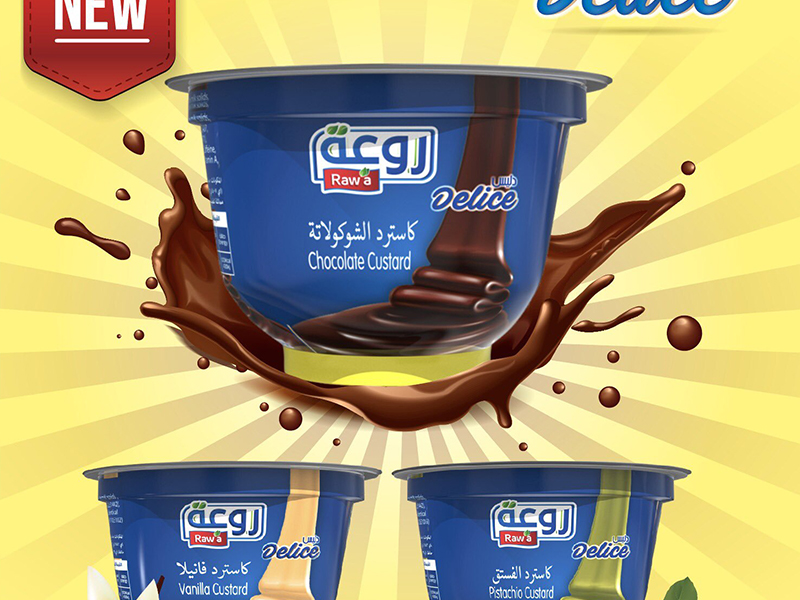 NEW
Delice
روعة
Raw'a
دليس
Delice
كاسترد الشوكولاتة
Chocolate Custard
روعة
Raw'a
دليس
Delice
كاسترد فانيلا
Vanilla Custard
روعة
Raw'a
دليس
Delice
كاسترد الفستق
Pistachio Custard